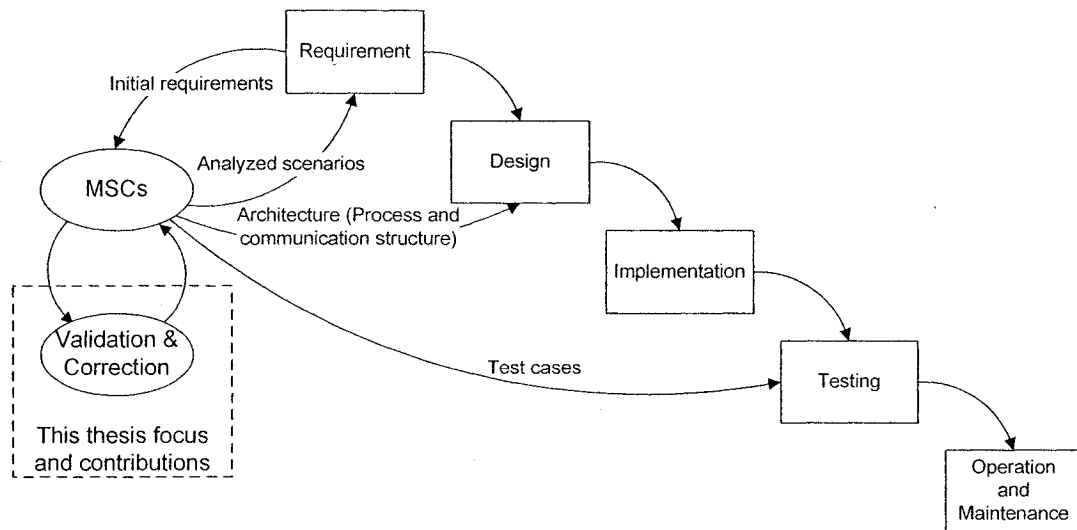 Requirement
Initial requirements
Analyzed scenarios
MSCs
Design
Architecture (Process and
communication structure)
Implementation
Validation &
Correction
Test cases
Testing
This thesis focus
and contributions
Operation
and
Maintenance